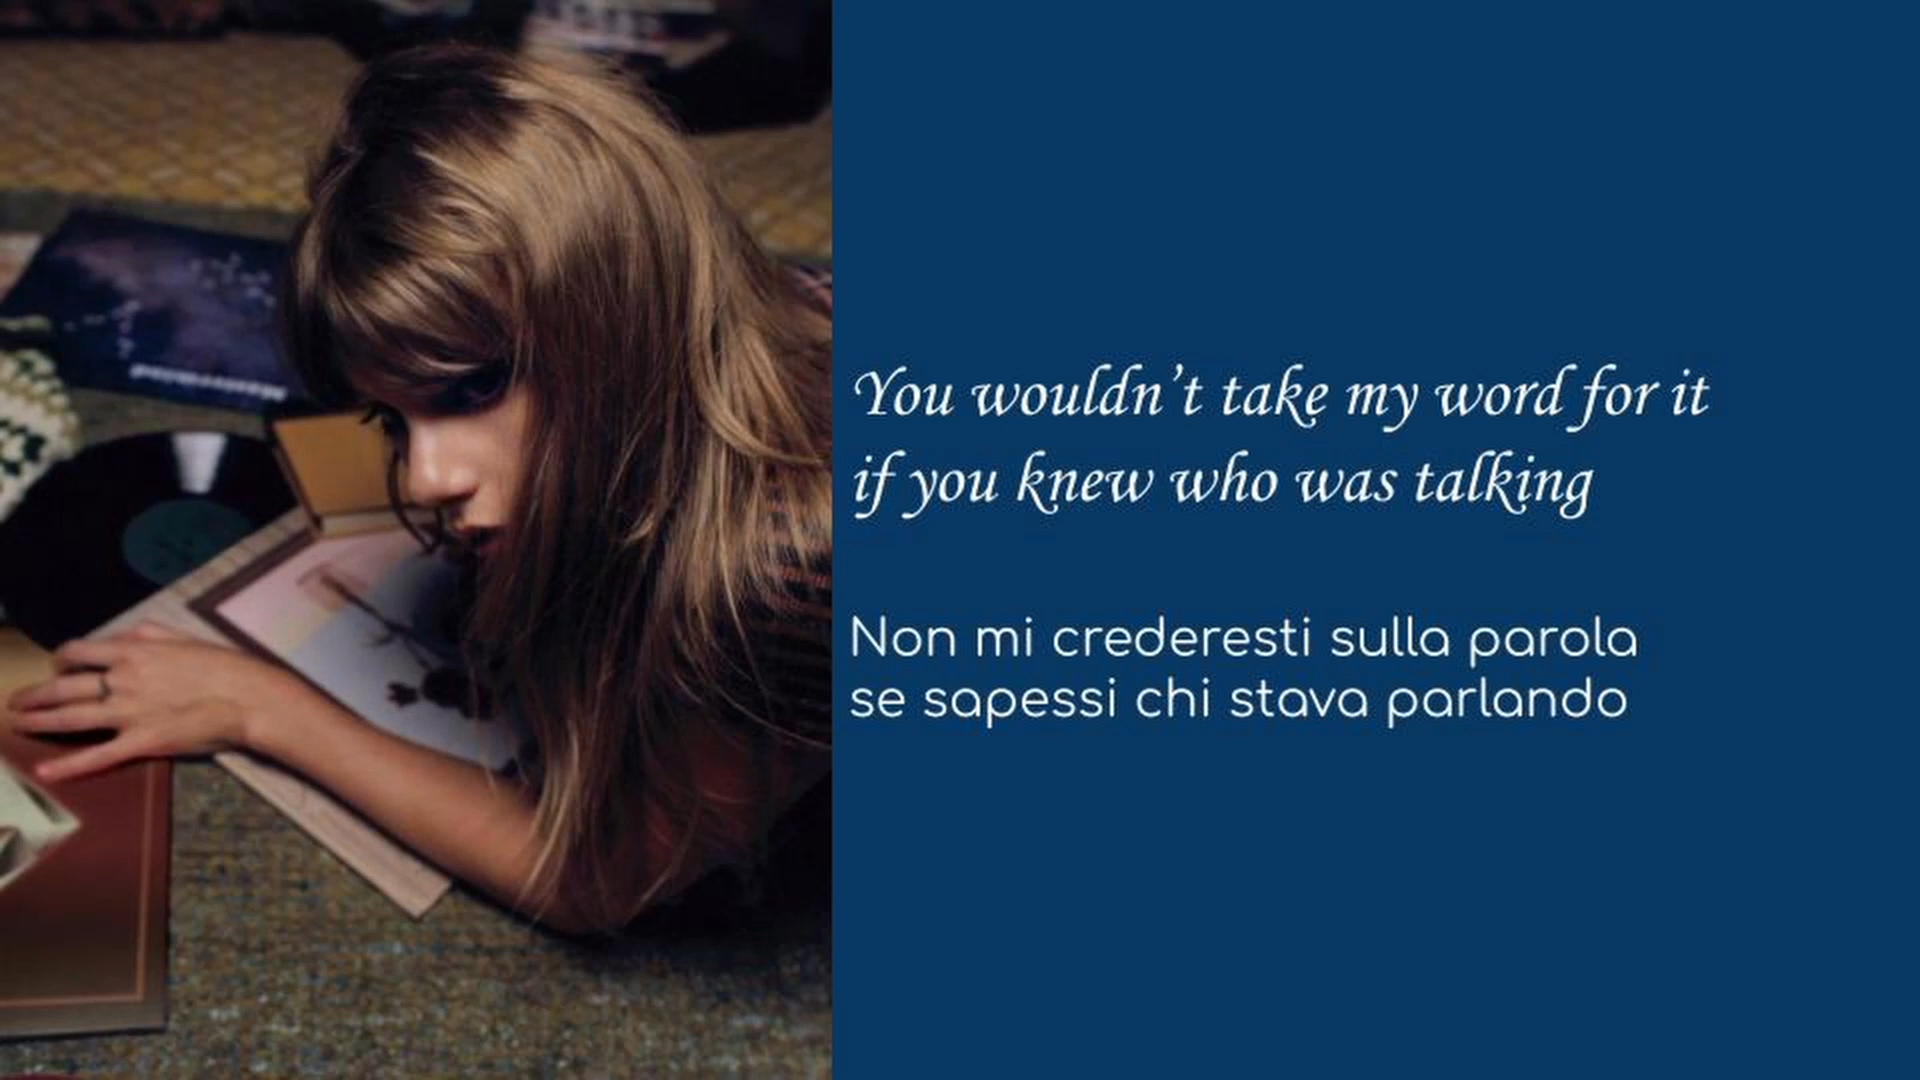 You wouldn’t take my word for it
if you knew who was talking
Non mi crederesti sulla parola
se sapessi chi stava parlando